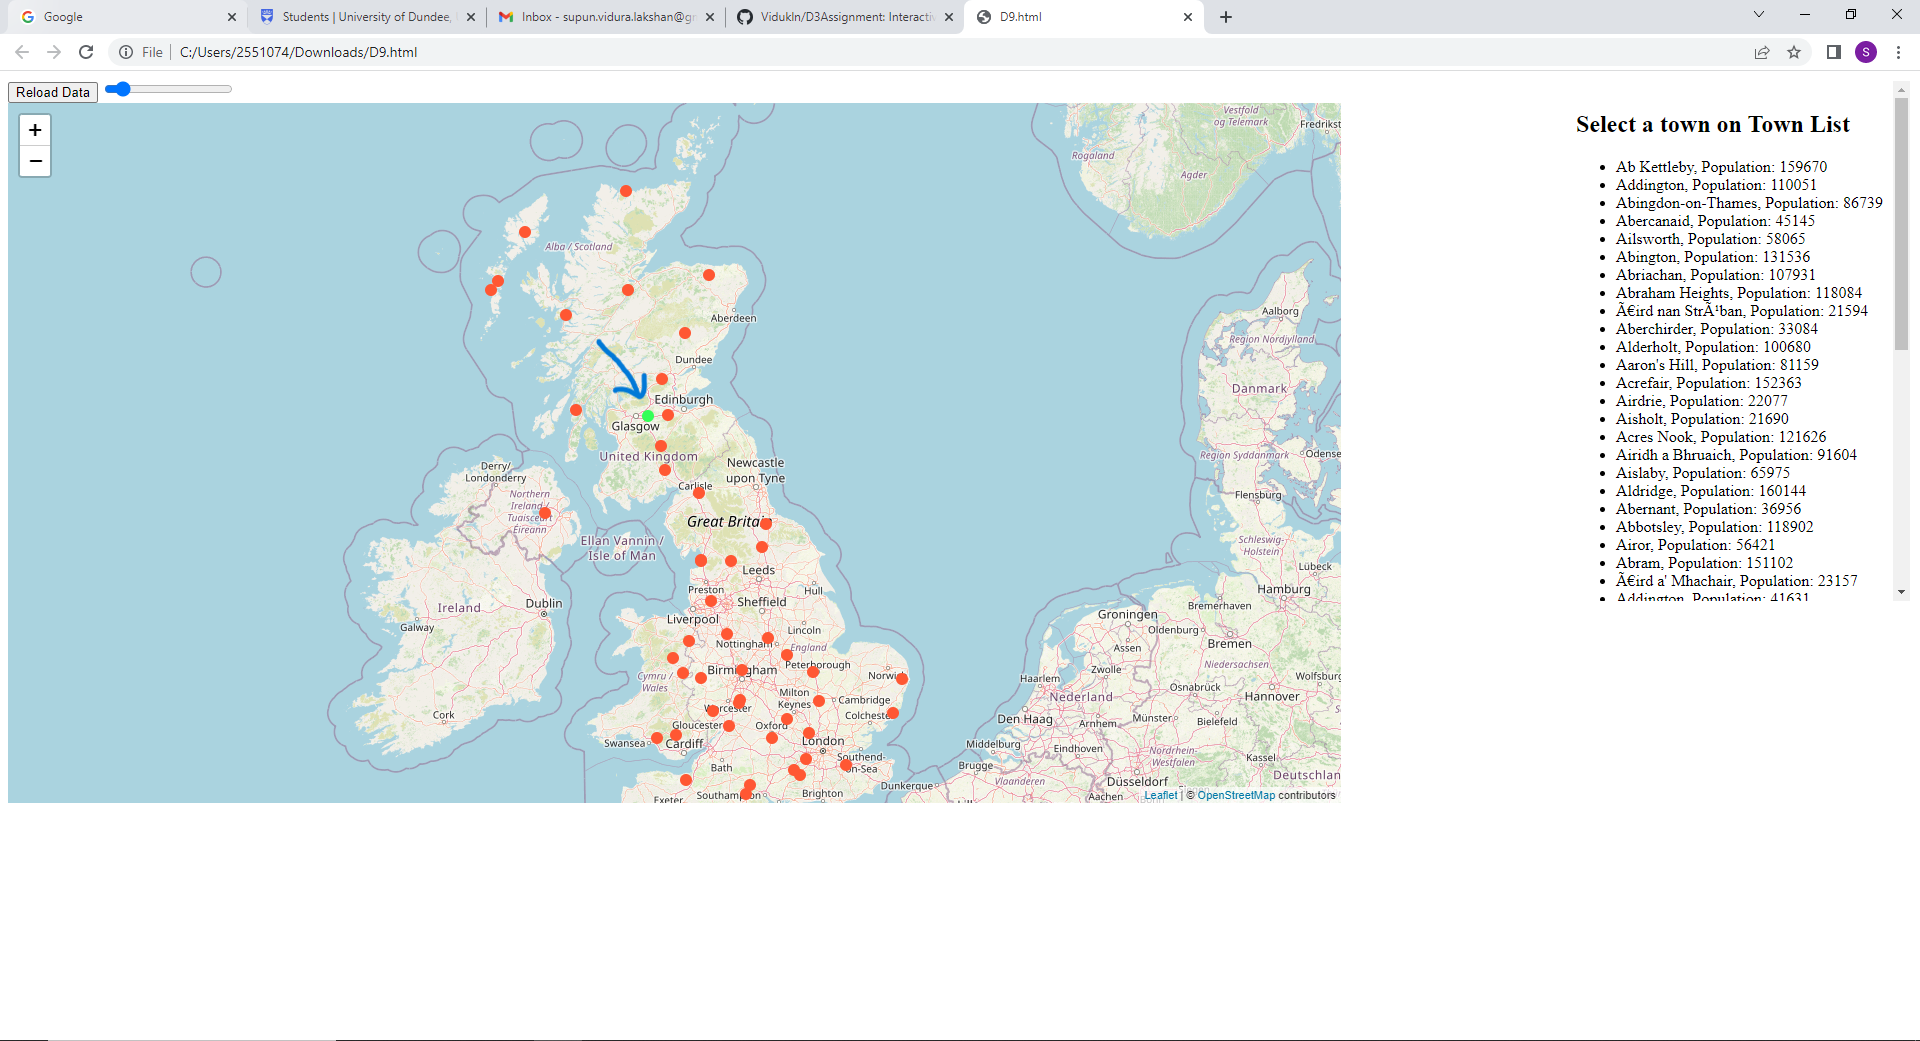 Google
Students | University of Dundee,
Inbox - supun.vidura.lakshan@gm
Vidukln/D3Assignment: Interactiv
D9.html
File
C:/Users/2551074/Downloads/D9.html
S
Reload Data
+
−
Vestfold
og Telemark
Fredrikst
Rogaland
Agder
Alba / Scotland
Aberdeen
Aalborg
Region Nordjylland
Dundee
Danmark
Edinburgh
Glasgow
United Kingdom
Newcastle
upon Tyne
Region Syddanmark
Odense
Derry/
Londonderry
Carlisle
Flensburg
Northern
Ireland /
Tuaisceart
Éireann
Great Britain
Ellan Vannin /
Isle of Man
Schleswig-
Holstein
Leeds
Lübeck
Preston
Hull
Hamburg
Ireland
Dublin
Sheffield
Bremerhaven
Liverpool
Groningen
Galway
Lincoln
Oldenburg
Bremen
Nottingham
England
Assen
Peterborough
Niedersachsen
Birmingham
Zwolle
Cymru /
Wales
Norwi
Haarlem
Wolfsburg
Osnabrück
Hannover
Milton
Keynes
Nederland
Cambridge
Worcester
Cork
Colcheste
Den Haag
Arnhem
Münster
Bielefeld
Gloucester
Oxford
London
Swansea
Cardiff
Middelburg
Eindhoven
Nordrhein-
Westfalen
Southend-
on-Sea
Kassel
Bath
Brugge
Vlaanderen
Deutschlan
Düsseldorf
Dunkerque
Exeter
Southampton
Brighton
Aachen
Leaflet | © OpenStreetMap contributors
Select a town on Town List
Ab Kettleby, Population: 159670
Addington, Population: 110051
Abingdon-on-Thames, Population: 86739
Abercanaid, Population: 45145
Ailsworth, Population: 58065
Abington, Population: 131536
Abriachan, Population: 107931
Abraham Heights, Population: 118084
Ã€ird nan StrÃ¹ban, Population: 21594
Aberchirder, Population: 33084
Alderholt, Population: 100680
Aaron's Hill, Population: 81159
Acrefair, Population: 152363
Airdrie, Population: 22077
Aisholt, Population: 21690
Acres Nook, Population: 121626
Airidh a Bhruaich, Population: 91604
Aislaby, Population: 65975
Aldridge, Population: 160144
Abernant, Population: 36956
Abbotsley, Population: 118902
Airor, Population: 56421
Abram, Population: 151102
Ã€ird a' Mhachair, Population: 23157
Addington, Population: 41631